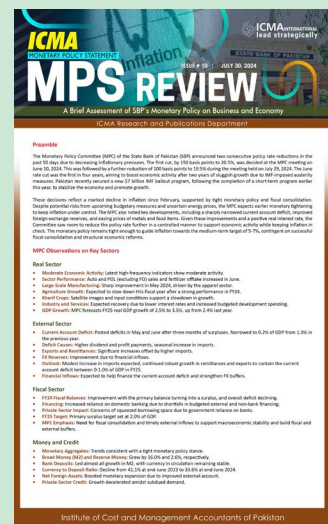 ICMA
MONETARY POLICY STATEMENT
ICMA INTERNATIONAL
lead strategically
STATE BANK OF PAKISTAN
Inflation
ISSUE # 10 | JULY 30, 2024
MPS REVIEW
A Brief Assessment of SBP's Monetary Policy on Business and Economy
ICMA Research and Publications Department
Preamble
The Monetary Policy Committee (MPC) of the State Bank of Pakistan (SBP) announced two consecutive policy rate reductions in the
past 50 days due to decreasing inflationary pressures. The first cut, by 150 basis points to 20.5%, was decided at the MPC meeting on
June 10, 2024. This was followed by a further reduction of 100 basis points to 19.5% during the meeting held on July 29, 2024. The June
rate cut was the first in four years, aiming to boost economic activity after two years of sluggish growth due to IMF-imposed austerity
measures. Pakistan recently secured a new $7 billion IMF bailout program, following the completion of a short-term program earlier
this year, to stabilize the economy and promote growth.
These decisions reflect a marked decline in inflation since February, supported by tight monetary policy and fiscal consolidation.
Despite potential risks from upcoming budgetary measures and uncertain energy prices, the MPC expects earlier monetary tightening
to keep inflation under control. The MPC also noted key developments, including a sharply narrowed current account deficit, improved
foreign exchange reserves, and easing prices of metals and food items. Given these improvements and a positive real interest rate, the
Committee saw room to reduce the policy rate further in a controlled manner to support economic activity while keeping inflation in
check. The monetary policy remains tight enough to guide inflation towards the medium-term target of 5-7%, contingent on successful
fiscal consolidation and structural economic reforms.
MPC Observations on Key Sectors
Real Sector
• Moderate Economic Activity: Latest high-frequency indicators show moderate activity.
• Sector Performance: Auto and POL (excluding FO) sales and fertilizer offtake increased in June.
• Large-Scale Manufacturing: Sharp improvement in May 2024, driven by the apparel sector.
• Agriculture Growth: Expected to slow down this fiscal year after a strong performance in FY24.
• Kharif Crops: Satellite images and input conditions support a slowdown in growth.
• Industry and Services: Expected recovery due to lower interest rates and increased budgeted development spending.
• GDP Growth: MPC forecasts FY25 real GDP growth of 2.5% to 3.5%, up from 2.4% last year.
External Sector
• Current Account Deficit: Posted deficits in May and June after three months of surpluses. Narrowed to 0.2% of GDP from 1.0% in
the previous year.
• Deficit Causes: Higher dividend and profit payments, seasonal increase in imports.
• Exports and Remittances: Significant increases offset by higher imports.
• FX Reserves: Improvement due to financial inflows.
• Outlook: Modest increase in imports expected, continued robust growth in remittances and exports to contain the current
account deficit between 0-1.0% of GDP in FY25.
• Financial Inflows: Expected to help finance the current account deficit and strengthen FX buffers.
Fiscal Sector
• FY24 Fiscal Balances: Improvement with the primary balance turning into a surplus, and overall deficit declining.
• Financing: Increased reliance on domestic banking due to shortfalls in budgeted external and non-bank financing.
• Private Sector Impact: Concerns of squeezed borrowing space due to government reliance on banks.
• FY25 Target: Primary surplus target set at 2.0% of GDP.
• MPC Emphasis: Need for fiscal consolidation and timely external inflows to support macroeconomic stability and build fiscal and
external buffers.
Money and Credit
• Monetary Aggregates: Trends consistent with a tight monetary policy stance.
• Broad Money (M2) and Reserve Money: Grew by 16.0% and 2.6%, respectively.
• Bank Deposits: Led almost all growth in M2, with currency in circulation remaining stable.
• Currency to Deposit Ratio: Decline from 41.1% at end-June 2023 to 33.6% at end-June 2024.
• Net Foreign Assets: Boosted monetary expansion due to improved external account.
• Private Sector Credit: Growth decelerated amidst subdued demand.
Institute of Cost and Management Accountants of Pakistan